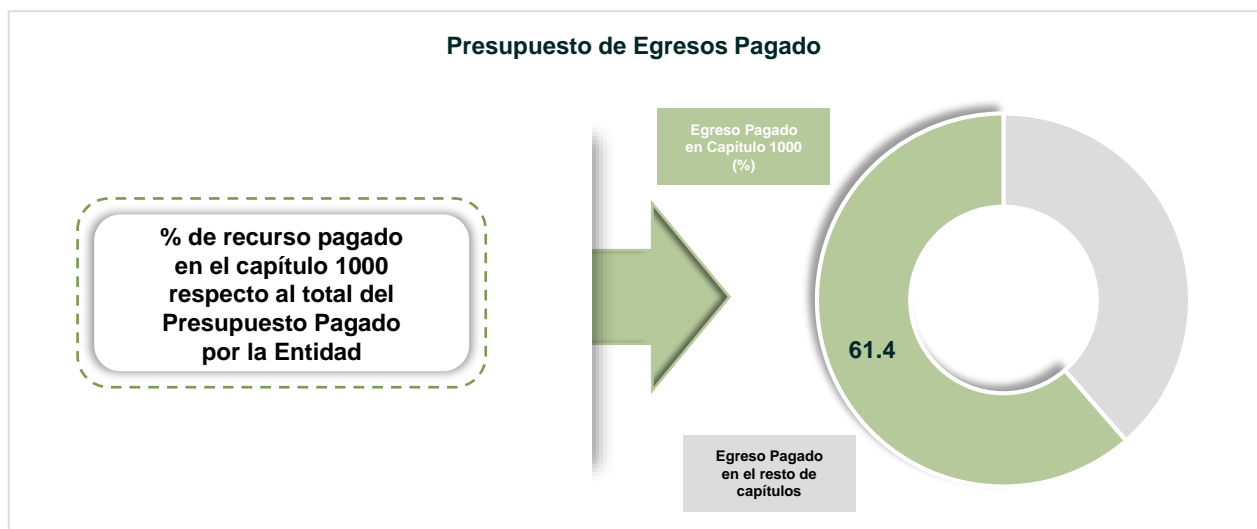 Presupuesto de Egresos Pagado
Egreso Pagado
en Capítulo 1000
(%)
% de recurso pagado
en el capítulo 1000
respecto al total del
Presupuesto Pagado
por la Entidad
61.4
Egreso Pagado
en el resto de
capítulos